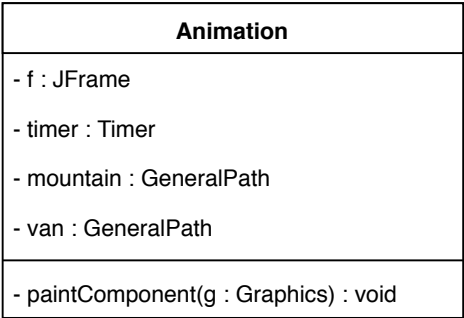 Animation
- f : JFrame
- timer : Timer
- mountain : GeneralPath
- van : GeneralPath
- paintComponent(g : Graphics) : void